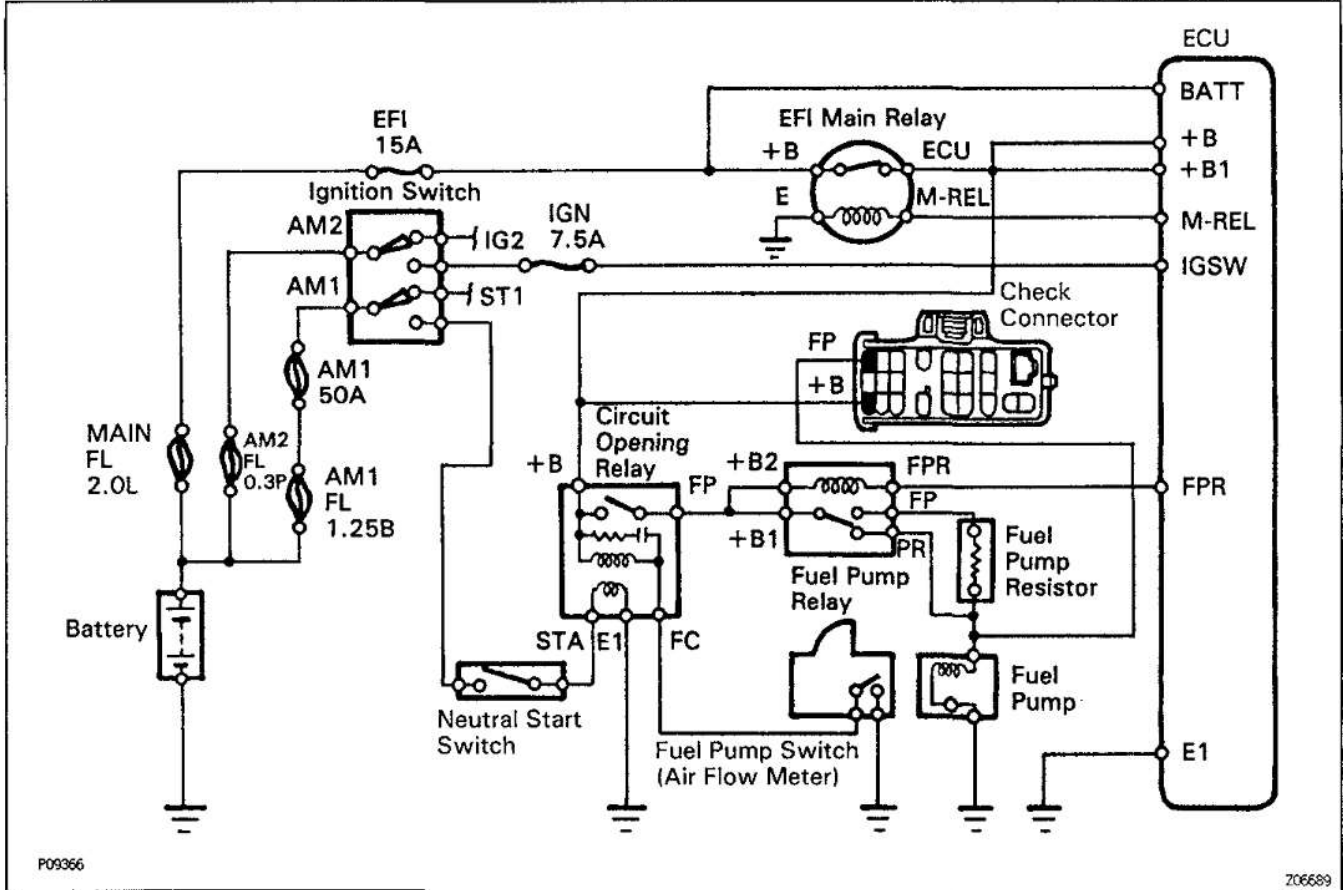 ECU
BATT
EFI
15A
EFI Main Relay
+B
+B
ECU
+B1
Ignition Switch
E
M-REL
IGN
7.5A
M-REL
AM2
IG2
IGSW
AM1
ST1
Check
Connector
FP
+B
AM1
50A
MAIN
FL
2.0L
AM2
FL
0.3P
AM1
FL
1.25B
Circuit
Opening
Relay
+B
FP
+B2
FPR
FPR
FP
+B1
PR
Fuel
Pump
Resistor
Fuel Pump
Relay
Battery
STA
E1
FC
Fuel
Pump
Neutral Start
Switch
Fuel Pump Switch
(Air Flow Meter)
E1
P09366
Z06689